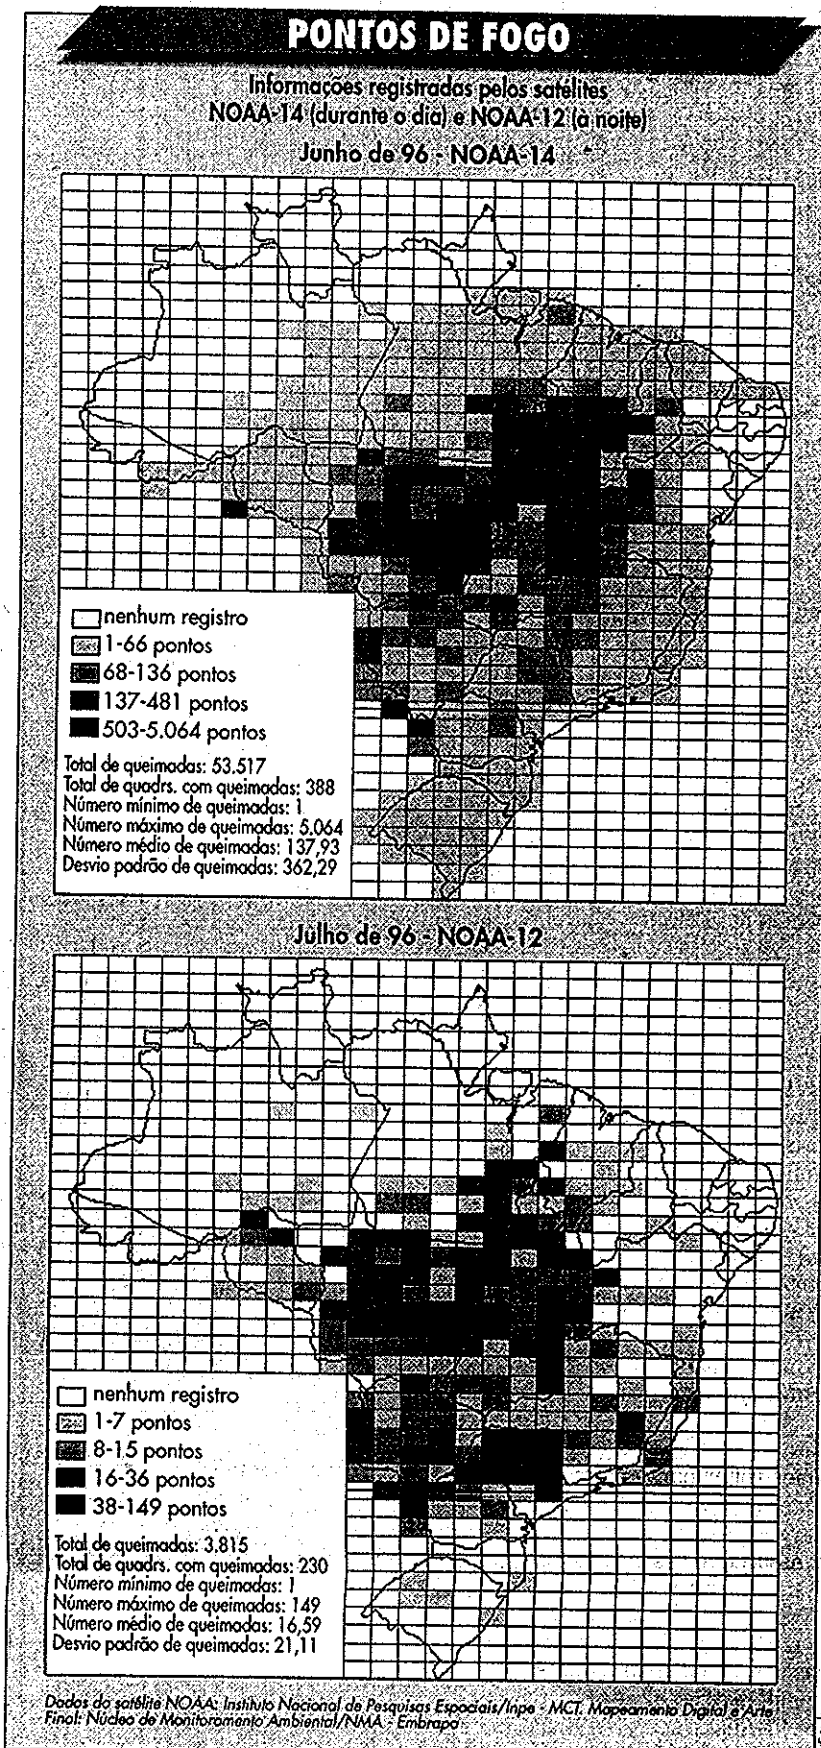 PONTOS DE FOGO
Informações registradas pelos satélites
NOAA-14 (durante o dia) e NOAA-12 (à noite)
Junho de 96 - NOAA-14
nenhum registro
1-66 pontos
68-136 pontos
137-481 pontos
503-5.064 pontos
Total de queimadas: 53.517
Total de quadrs. com queimadas: 388
Número mínimo de queimadas: 1
Número máximo de queimadas: 5.064
Número médio de queimadas: 137,93
Desvio padrão de queimadas: 362,29
Julho de 96 - NOAA-12
nenhum registro
1-7 pontos
8-15 pontos
16-36 pontos
38-149 pontos
Total de queimadas: 3.815
Total de quadrs. com queimadas: 230
Número mínimo de queimadas: 1
Número máximo de queimadas: 149
Número médio de queimadas: 16,59
Desvio padrão de queimadas: 21,11
Dados do satélite NOAA: Instituto Nacional de Pesquisas Espaciais/Inpe - MCT. Mapeamento Digital e Arte
Final: Núcleo de Monitoramento Ambiental/NMA - Embrapa